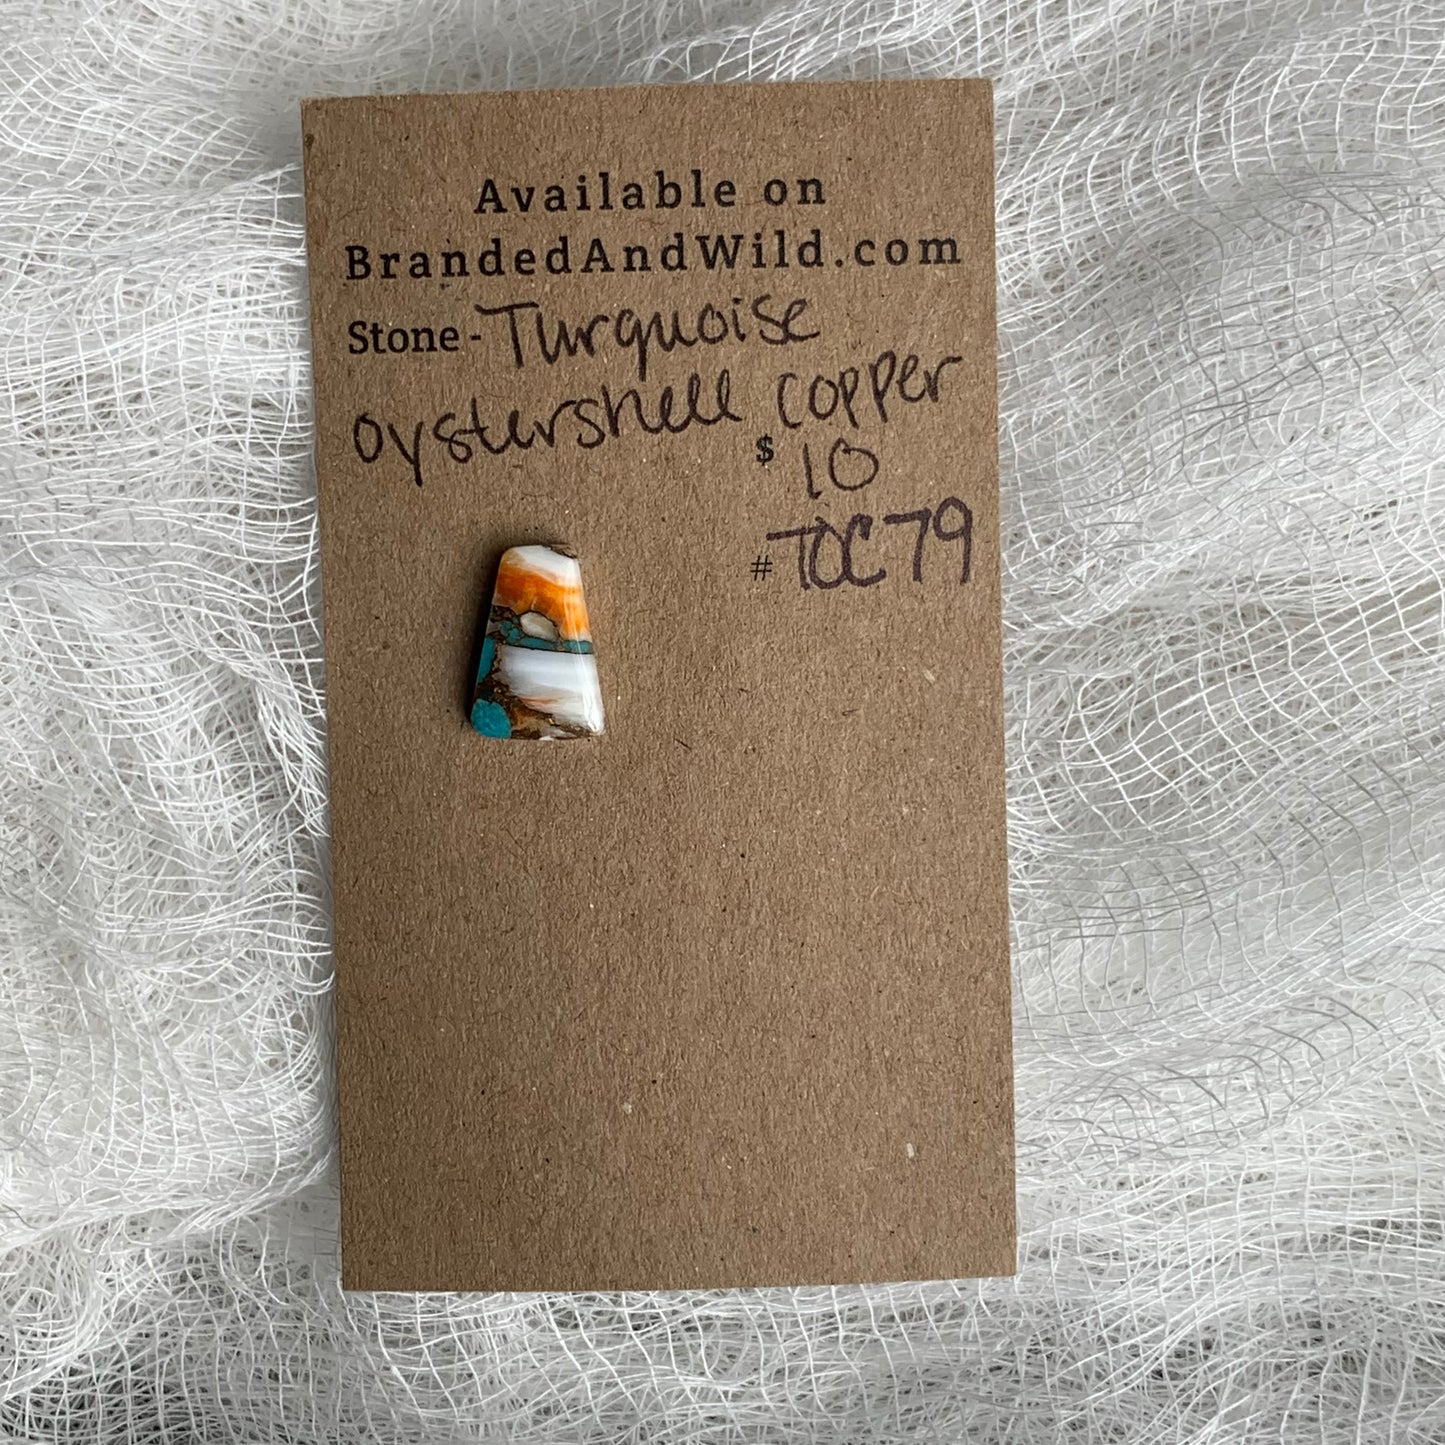 Available on
BrandedAndWild.com
Stone - Turquoise
oystershell copper
$ 10
# TOC79